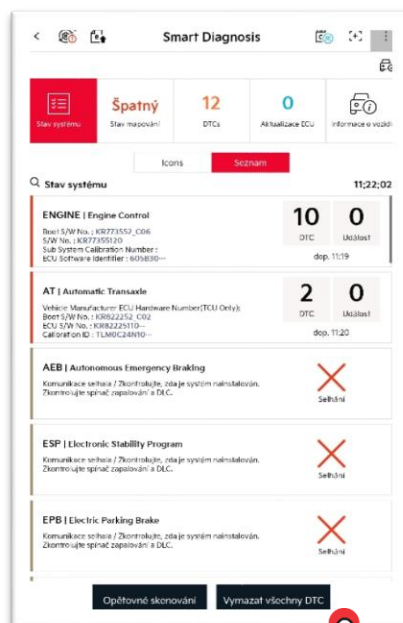 Smart Diagnosis
Špatný
12
0
Stav systému
Stav mapování
DTCs
Aktualizace ECU
Informace o vozidl
Icons
Seznam
Stav systému
11;22;02
ENGINE | Engine Control
Boot S/W No. : KR773552_C06
S/W No. : KR77355120
Sub System Calibration Number :
ECU Software Identifier : 605B30···
10
DTC
0
Událost
dop. 11:19
AT | Automatic Transaxle
Vehicle Manufacturer ECU Hardware Number(TCU Only):
Boot S/W No. : KR822252_C02
ECU S/W No. : KR82225110···
Calibration ID : TLM0C24N10···
2
DTC
0
Událost
dop. 11:20
AEB | Autonomous Emergency Braking
Komunikace selhala / Zkontrolujte, zda je systém nainstalován.
Zkontrolujte spínač zapalování a DLC.
Selhání
ESP | Electronic Stability Program
Komunikace selhala / Zkontrolujte, zda je systém nainstalován.
Zkontrolujte spínač zapalování a DLC.
Selhání
EPB | Electric Parking Brake
Komunikace selhala / Zkontrolujte, zda je systém nainstalován.
Zkontrolujte spínač zapalování a DLC.
Selhání
Opětovné skenování
Vymazat všechny DTC